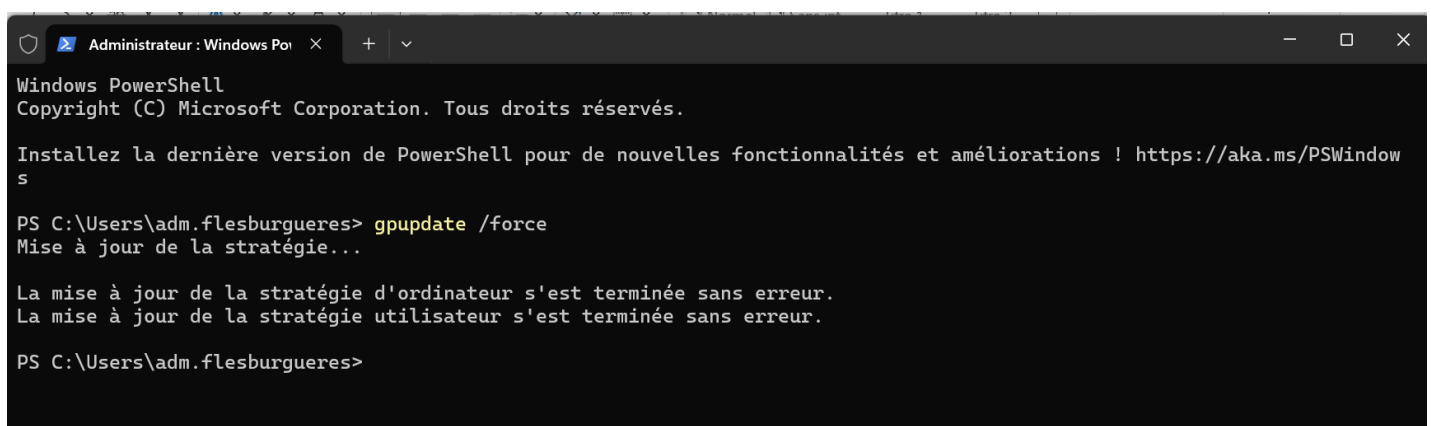 Administrateur : Windows Pov
Windows PowerShell
Copyright (C) Microsoft Corporation. Tous droits réservés.
Installez la dernière version de PowerShell pour de nouvelles fonctionnalités et améliorations ! https://aka.ms/PSWindow
s
PS C:\Users\adm.flesburgueres> gpupdate /force
Mise à jour de la stratégie...
La mise à jour de la stratégie d'ordinateur s'est terminée sans erreur.
La mise à jour de la stratégie utilisateur s'est terminée sans erreur.
PS C:\Users\adm.flesburgueres>